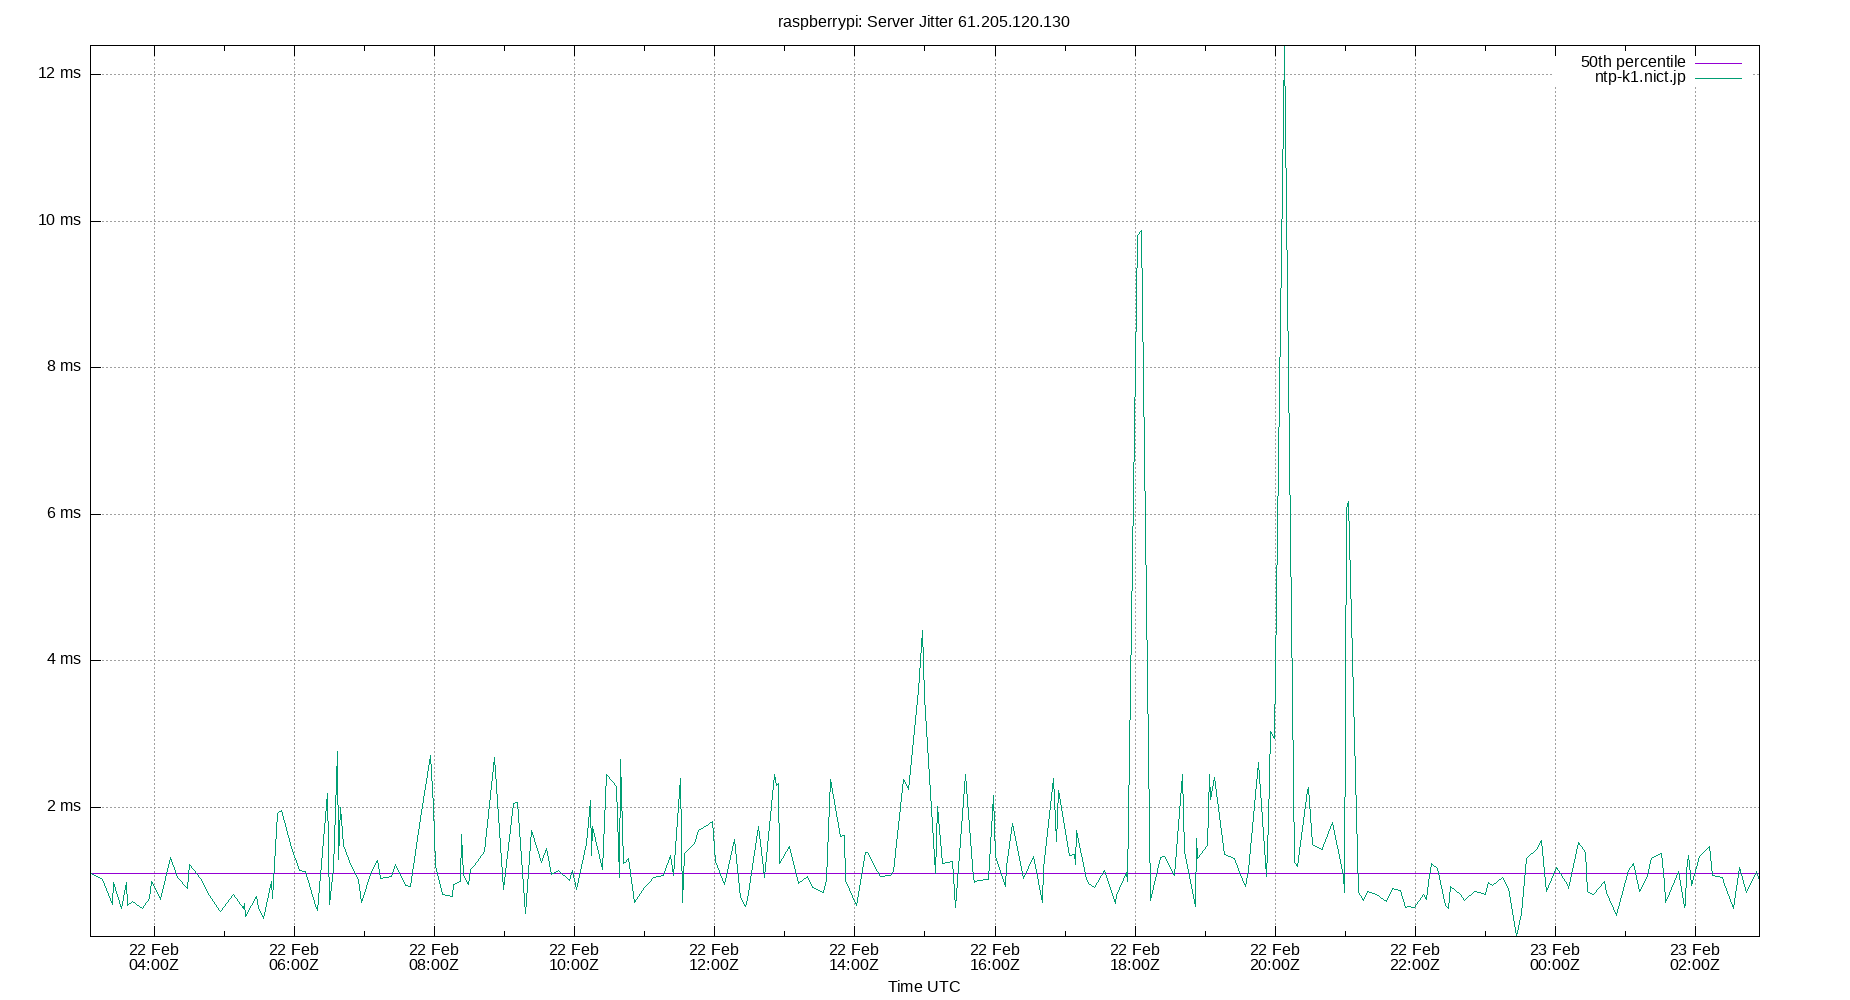 raspberrypi: Server Jitter 61.205.120.130
50th percentile
ntp-k1.nict.jp
12 ms
10 ms
8 ms
6 ms
4 ms
2 ms
22 Feb 22 Feb 22 Feb 22 Feb 22 Feb 22 Feb 22 Feb 22 Feb 22 Feb 22 Feb 23 Feb 23 Feb
04:00Z 06:00Z 08:00Z 10:00Z 12:00Z 14:00Z 16:00Z 18:00Z 20:00Z 22:00Z 00:00Z 02:00Z
Time UTC